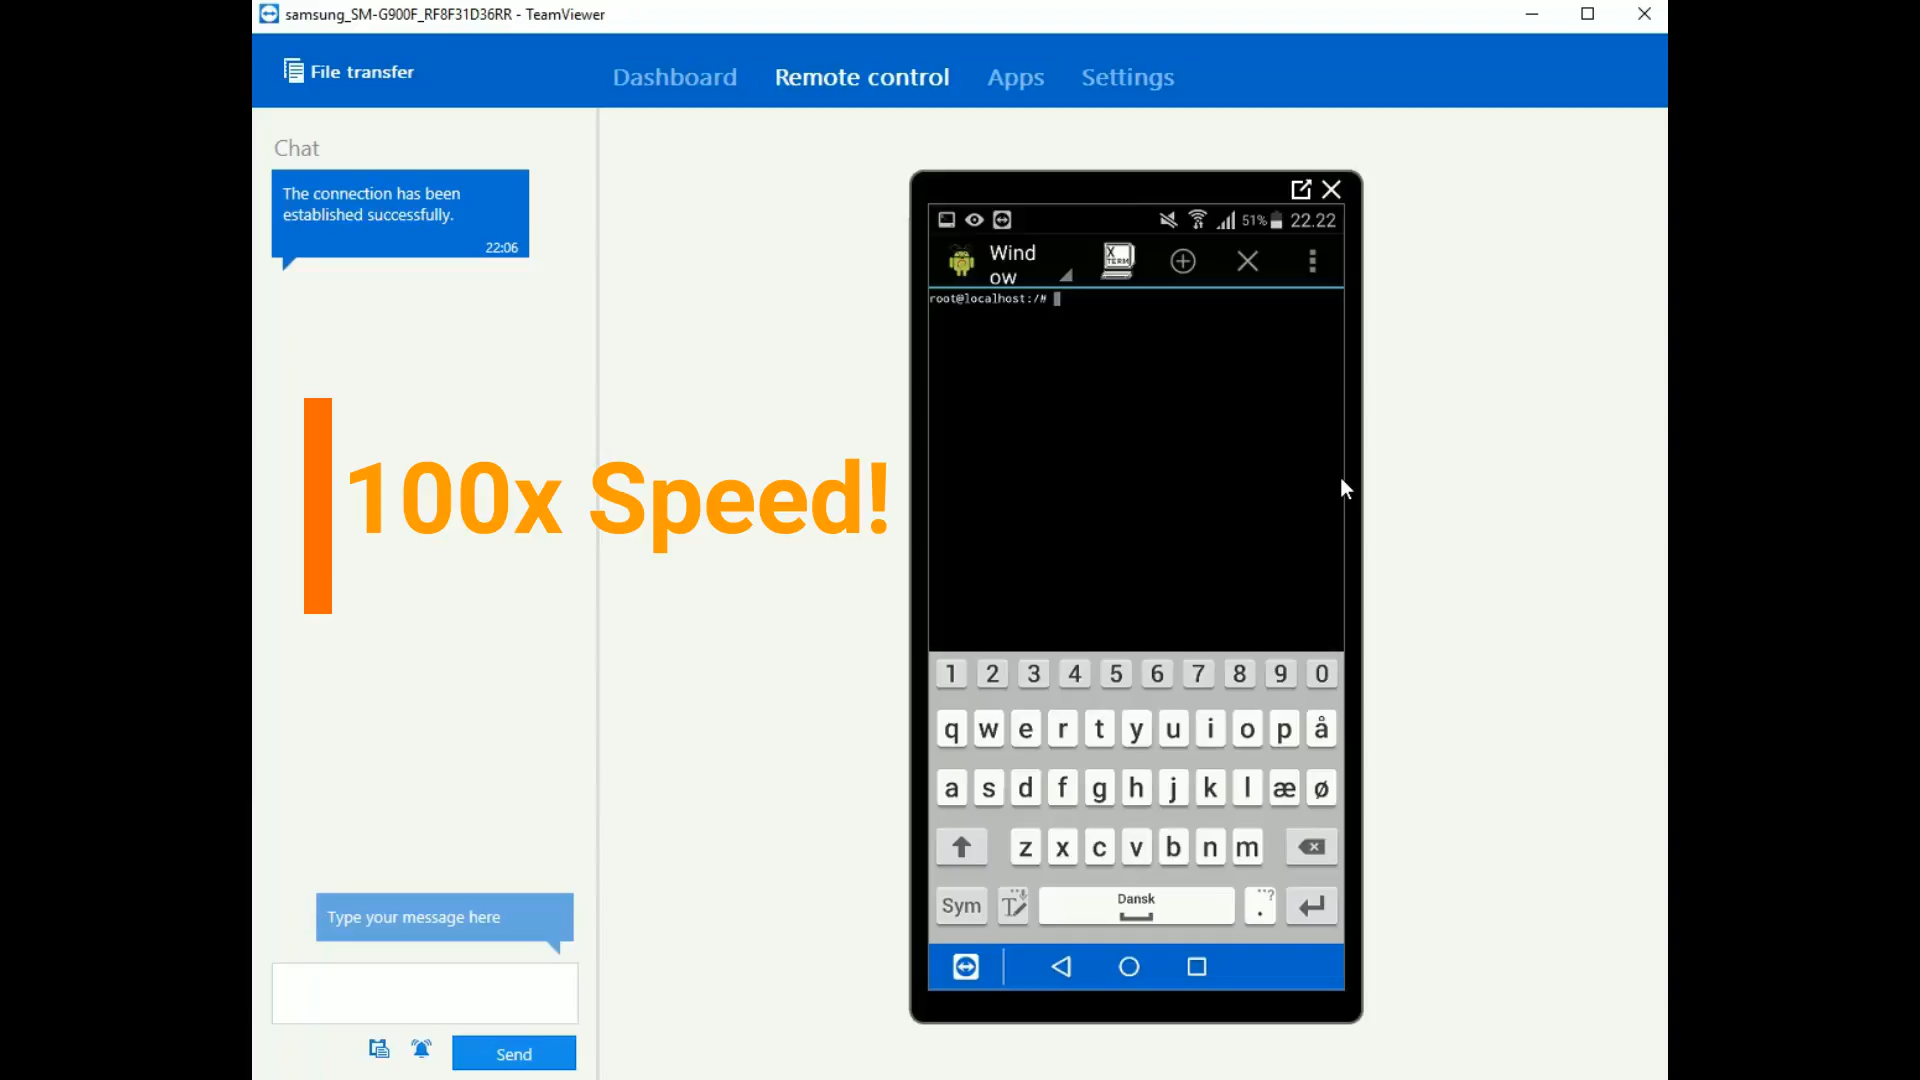 samsung_SM-G900F_RF8F31D36RR - TeamViewer
File transfer
Dashboard
Remote control
Apps
Settings
Chat
The connection has been
established successfully.
22:06
51%
22.22
Wind
ow
X
TERM
root@localhost:/#
100x Speed!
1 2 3 4 5 6 7 8 9 0
q w e r t y u i o p å
a s d f g h j k l æ ø
z x c v b n m
Sym
T
Dansk
. ?
Type your message here
Send